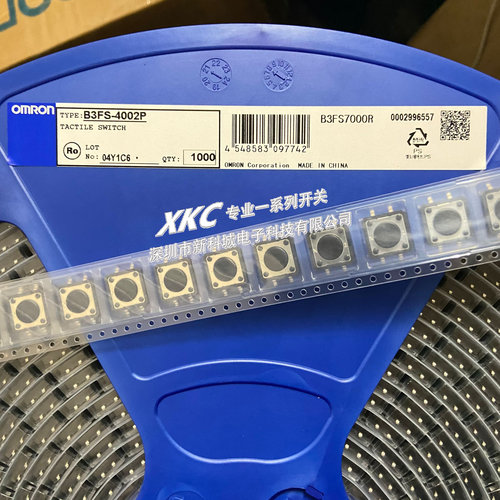 OMRON
TYPE: B3FS-4002P
TACTILE SWITCH
Ro
LOT
No: 04Y1C6
QTY: 1000
4 548583 097742
OMRON Corporation MADE IN CHINA
B3FS7000R
0002996557
PS
XKC 专业一系列开关
深圳市新科城电子科技有限公司